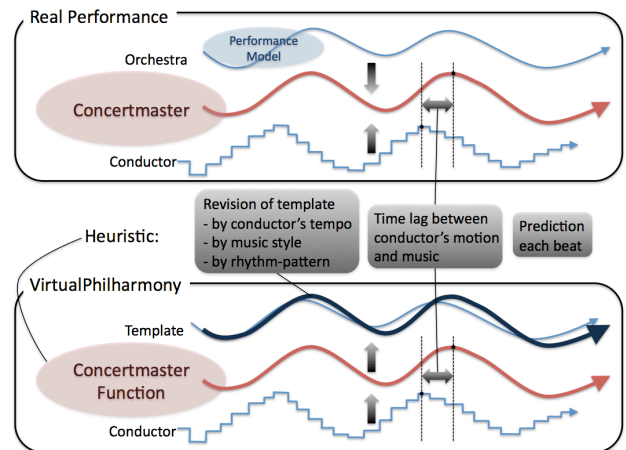 Real Performance
Performance
Model
Orchestra
Concertmaster
Conductor
Revision of template
- by conductor's tempo
- by music style
- by rhythm-pattern
Time lag between
conductor's motion
and music
Prediction
each beat
Heuristic:
VirtualPhilharmony
Template
Concertmaster
Function
Conductor